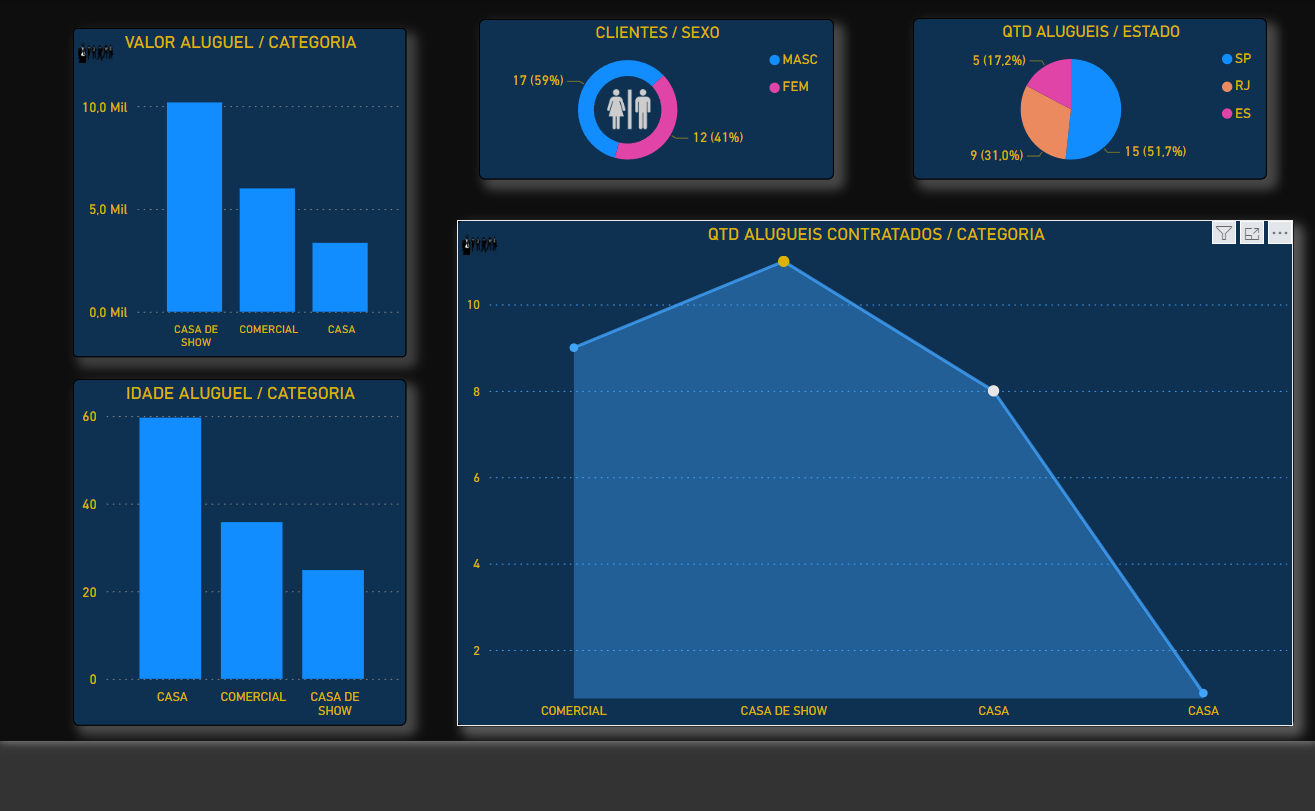 VALOR ALUGUEL / CATEGORIA
10,0 Mil
5,0 Mil
0,0 Mil
CASA DE
SHOW
COMERCIAL
CASA
CLIENTES / SEXO
17 (59%)
12 (41%)
MASC
FEM
QTD ALUGUEIS / ESTADO
5 (17,2%)
9 (31,0%)
15 (51,7%)
SP
RJ
ES
IDADE ALUGUEL / CATEGORIA
60
40
20
0
CASA
COMERCIAL
CASA DE
SHOW
QTD ALUGUEIS CONTRATADOS / CATEGORIA
10
8
6
4
2
COMERCIAL
CASA DE SHOW
CASA
CASA